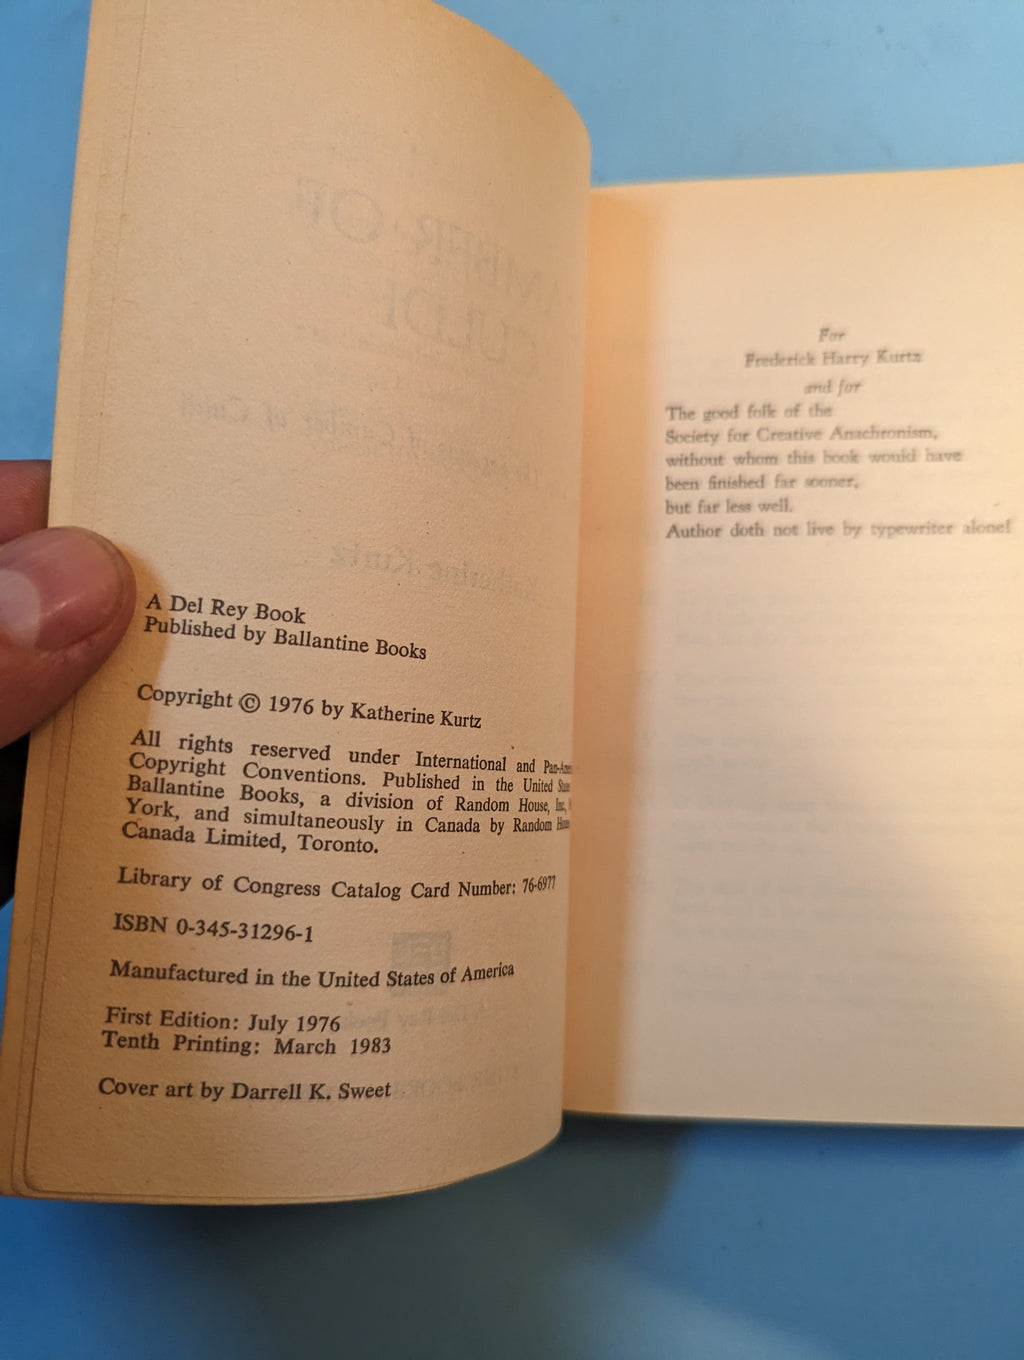 A Del Rey Book
Published by Ballantine Books
Copyright © 1976 by Katherine Kurtz
All rights reserved under International and Pan-Amer
Copyright Conventions. Published in the United States
Ballantine Books, a division of Random House, Inc.,
York, and simultaneously in Canada by Random House
Canada Limited, Toronto.
Library of Congress Catalog Card Number: 76-6977
ISBN 0-345-31296-1
Manufactured in the United States of America
First Edition: July 1976
Tenth Printing: March 1983
Cover art by Darrell K. Sweet
For
Frederick Harry Kurtz
and for
The good folk of the
Society for Creative Anachronism,
without whom this book would have
been finished far sooner,
but far less well.
Author doth not live by typewriter alone!